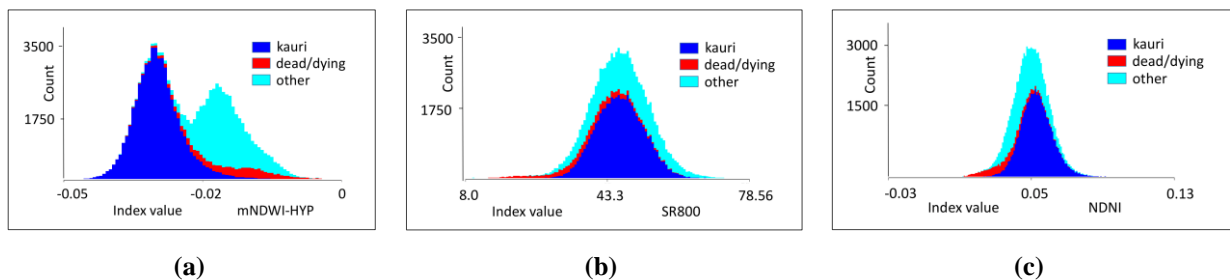 3500
1750
Count
kauri
dead/dying
other
-0.05
-0.02
0
Index value
mNDWI-HYP
(a)
3500
1750
Count
kauri
dead/dying
other
8.0
43.3
78.56
Index value
SR800
(b)
3000
1500
Count
kauri
dead/dying
other
-0.03
0.05
0.13
Index value
NDNI
(c)